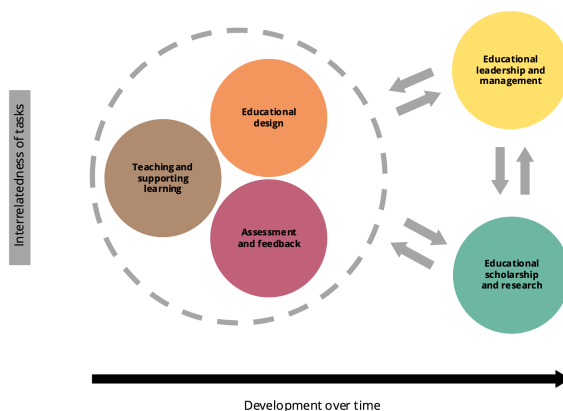 Interrelatedness of tasks
Teaching and
supporting
learning
Educational
design
Assessment
and feedback
Educational
leadership and
management
Educational
scholarship
and research
Development over time